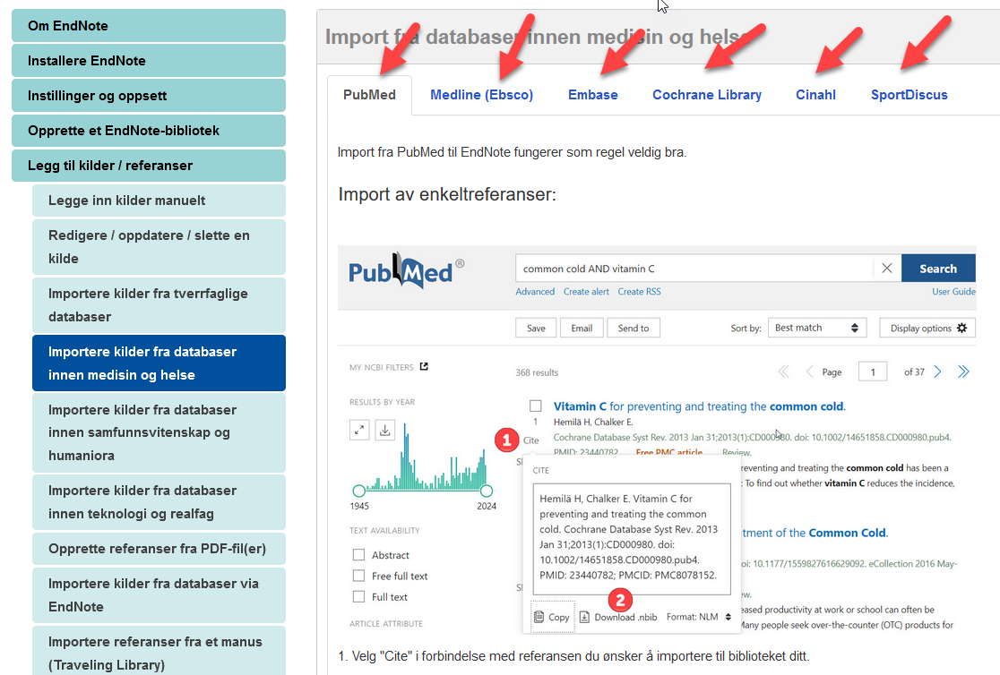 Om EndNote
Installere EndNote
Instillinger og oppsett
Opprette et EndNote-bibliotek
Legg til kilder / referanser
Legge inn kilder manuelt
Redigere / oppdatere / slette en
kilde
Importere kilder fra tverrfaglige
databaser
Importere kilder fra databaser
innen medisin og helse
Importere kilder fra databaser
innen samfunnsvitenskap og
humaniora
Importere kilder fra databaser
innen teknologi og realfag
Opprette referanser fra PDF-fil(er)
Importere kilder fra databaser via
EndNote
Importere referanser fra et manus
(Traveling Library)
Import fra databaser innen medisin og helse
PubMed Medline (Ebsco) Embase Cochrane Library Cinahl SportDiscus
Import fra PubMed til EndNote fungerer som regel veldig bra.
Import av enkeltreferanser:
PubMed®
common cold AND vitamin C
Search
Advanced Create alert Create RSS User Guide
Save Email Send to Sort by: Best match Display options
MY NCBI FILTERS
368 results
Page 1 of 37
RESULTS BY YEAR
1945 2024
TEXT AVAILABILITY
Abstract
Free full text
Full text
ARTICLE ATTRIBUTE
Vitamin C for preventing and treating the common cold.
1 Hemilä H, Chalker E.
1 Cite Cochrane Database Syst Rev. 2013 Jan 31;2013(1):CD000980. doi: 10.1002/14651858.CD000980.pub4.
PMID: 23440782 Free PMC article. Review.
reventing and treating the common cold has been a
To find out whether vitamin C reduces the incidence,
CITE
Hemilä H, Chalker E. Vitamin C for
preventing and treating the common
cold. Cochrane Database Syst Rev. 2013
Jan 31;2013(1):CD000980. doi:
10.1002/14651858.CD000980.pub4.
PMID: 23440782; PMCID: PMC8078152.
2
Copy Download .nbib Format: NLM
tment of the Common Cold.
oi: 10.1177/1559827616629092. eCollection 2016 May-
ew.
eased productivity at work or school can often be
Many people seek over-the-counter (OTC) products for
1. Velg "Cite" i forbindelse med referansen du ønsker å importere til biblioteket ditt.